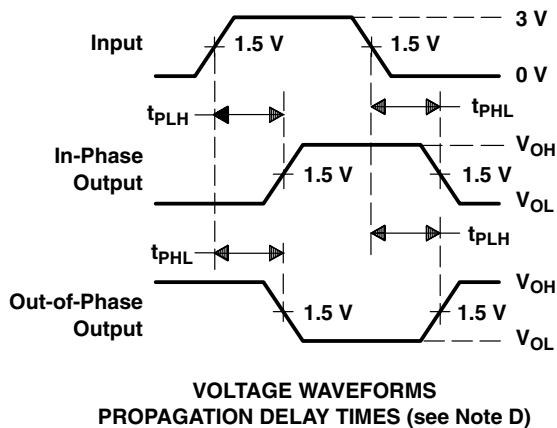 3 V
Input
1.5 V
1.5 V
0 V
tPLH
tPHL
In-Phase
Output
VOH
1.5 V
1.5 V
VOL
tPHL
tPLH
Out-of-Phase
Output
VOH
1.5 V
1.5 V
VOL
VOLTAGE WAVEFORMS
PROPAGATION DELAY TIMES (see Note D)